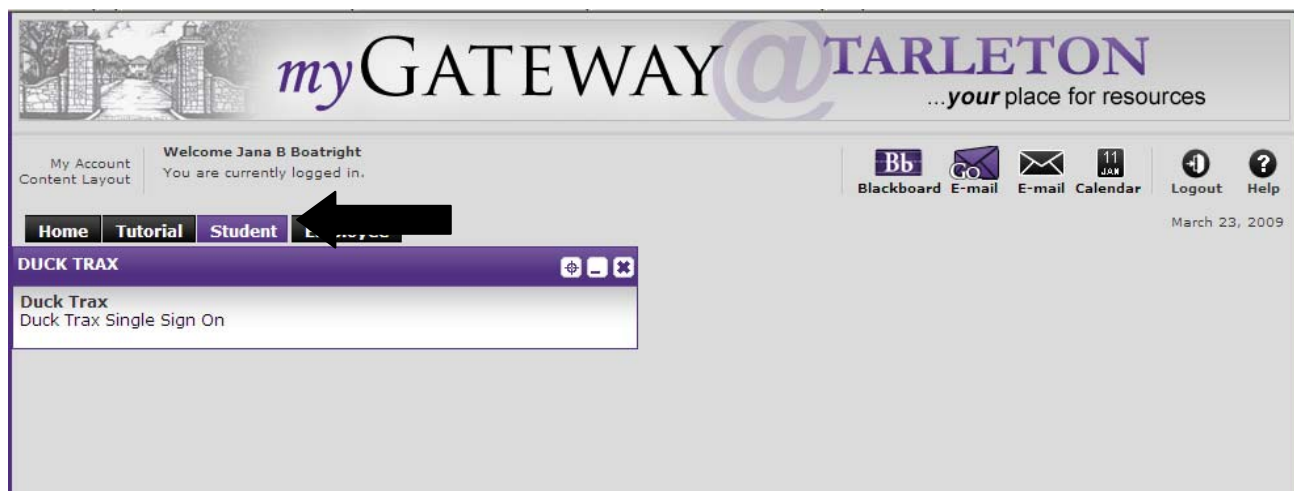 myGATEWAY@TARLETON
...your place for resources
My Account
Content Layout
Welcome Jana B Boatright
You are currently logged in.
Bb
GO
11
JAN
Blackboard E-mail E-mail Calendar Logout Help
?
March 23, 2009
Home Tutorial Student
DUCK TRAX
Duck Trax
Duck Trax Single Sign On